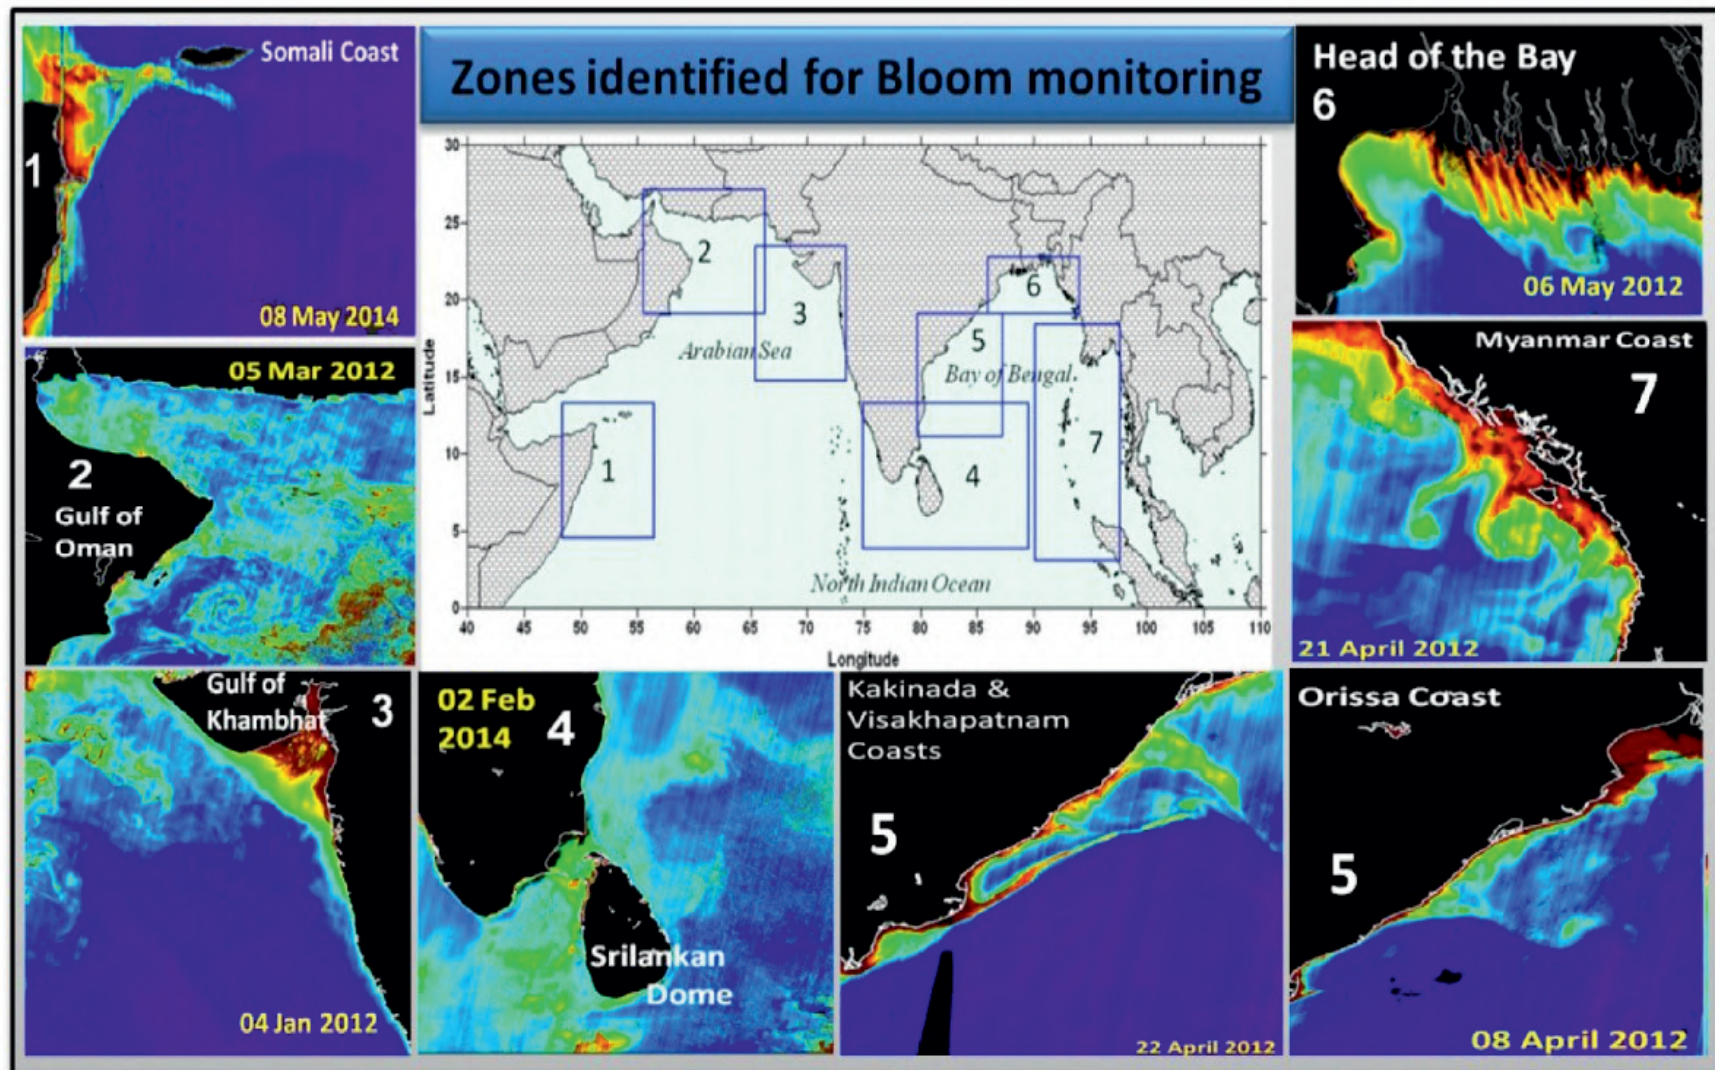 Zones identified for Bloom monitoring
Somali Coast
1
08 May 2014
05 Mar 2012
2
Gulf of
Oman
Gulf of
Khambhat
3
04 Jan 2012
02 Feb
2014
4
Srilankan
Dome
Kakinada &
Visakhapatnam
Coasts
5
22 April 2012
Orissa Coast
5
08 April 2012
Head of the Bay
6
06 May 2012
Myanmar Coast
7
21 April 2012
Latitude
30
25
20
15
10
5
0
2
3
6
5
Arabian Sea
Bay of Bengal
1
4
7
North Indian Ocean
40 45 50 55 60 65 70 75 80 85 90 95 100 105 110
Longitude